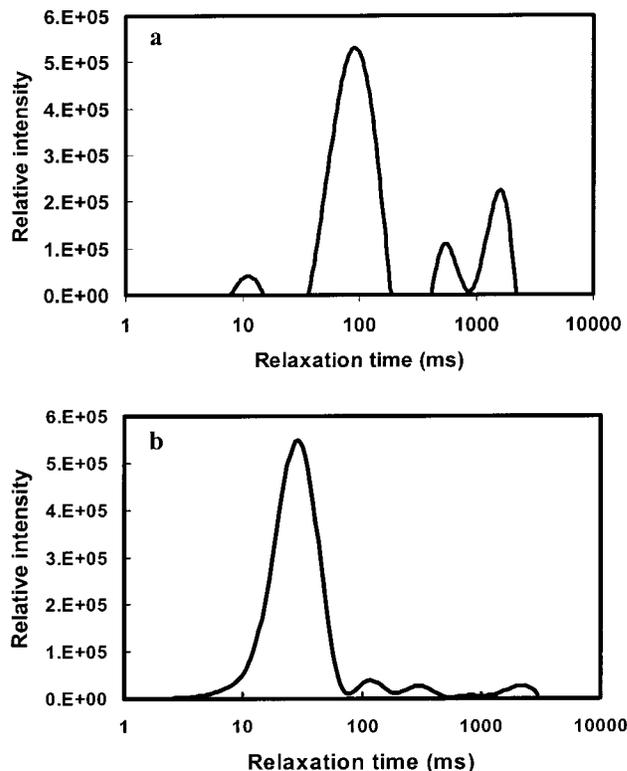 a
6.E+05
5.E+05
4.E+05
3.E+05
2.E+05
1.E+05
0.E+00
Relative intensity
1 10 100 1000 10000
Relaxation time (ms)
b
6.E+05
5.E+05
4.E+05
3.E+05
2.E+05
1.E+05
0.E+00
Relative intensity
1 10 100 1000 10000
Relaxation time (ms)